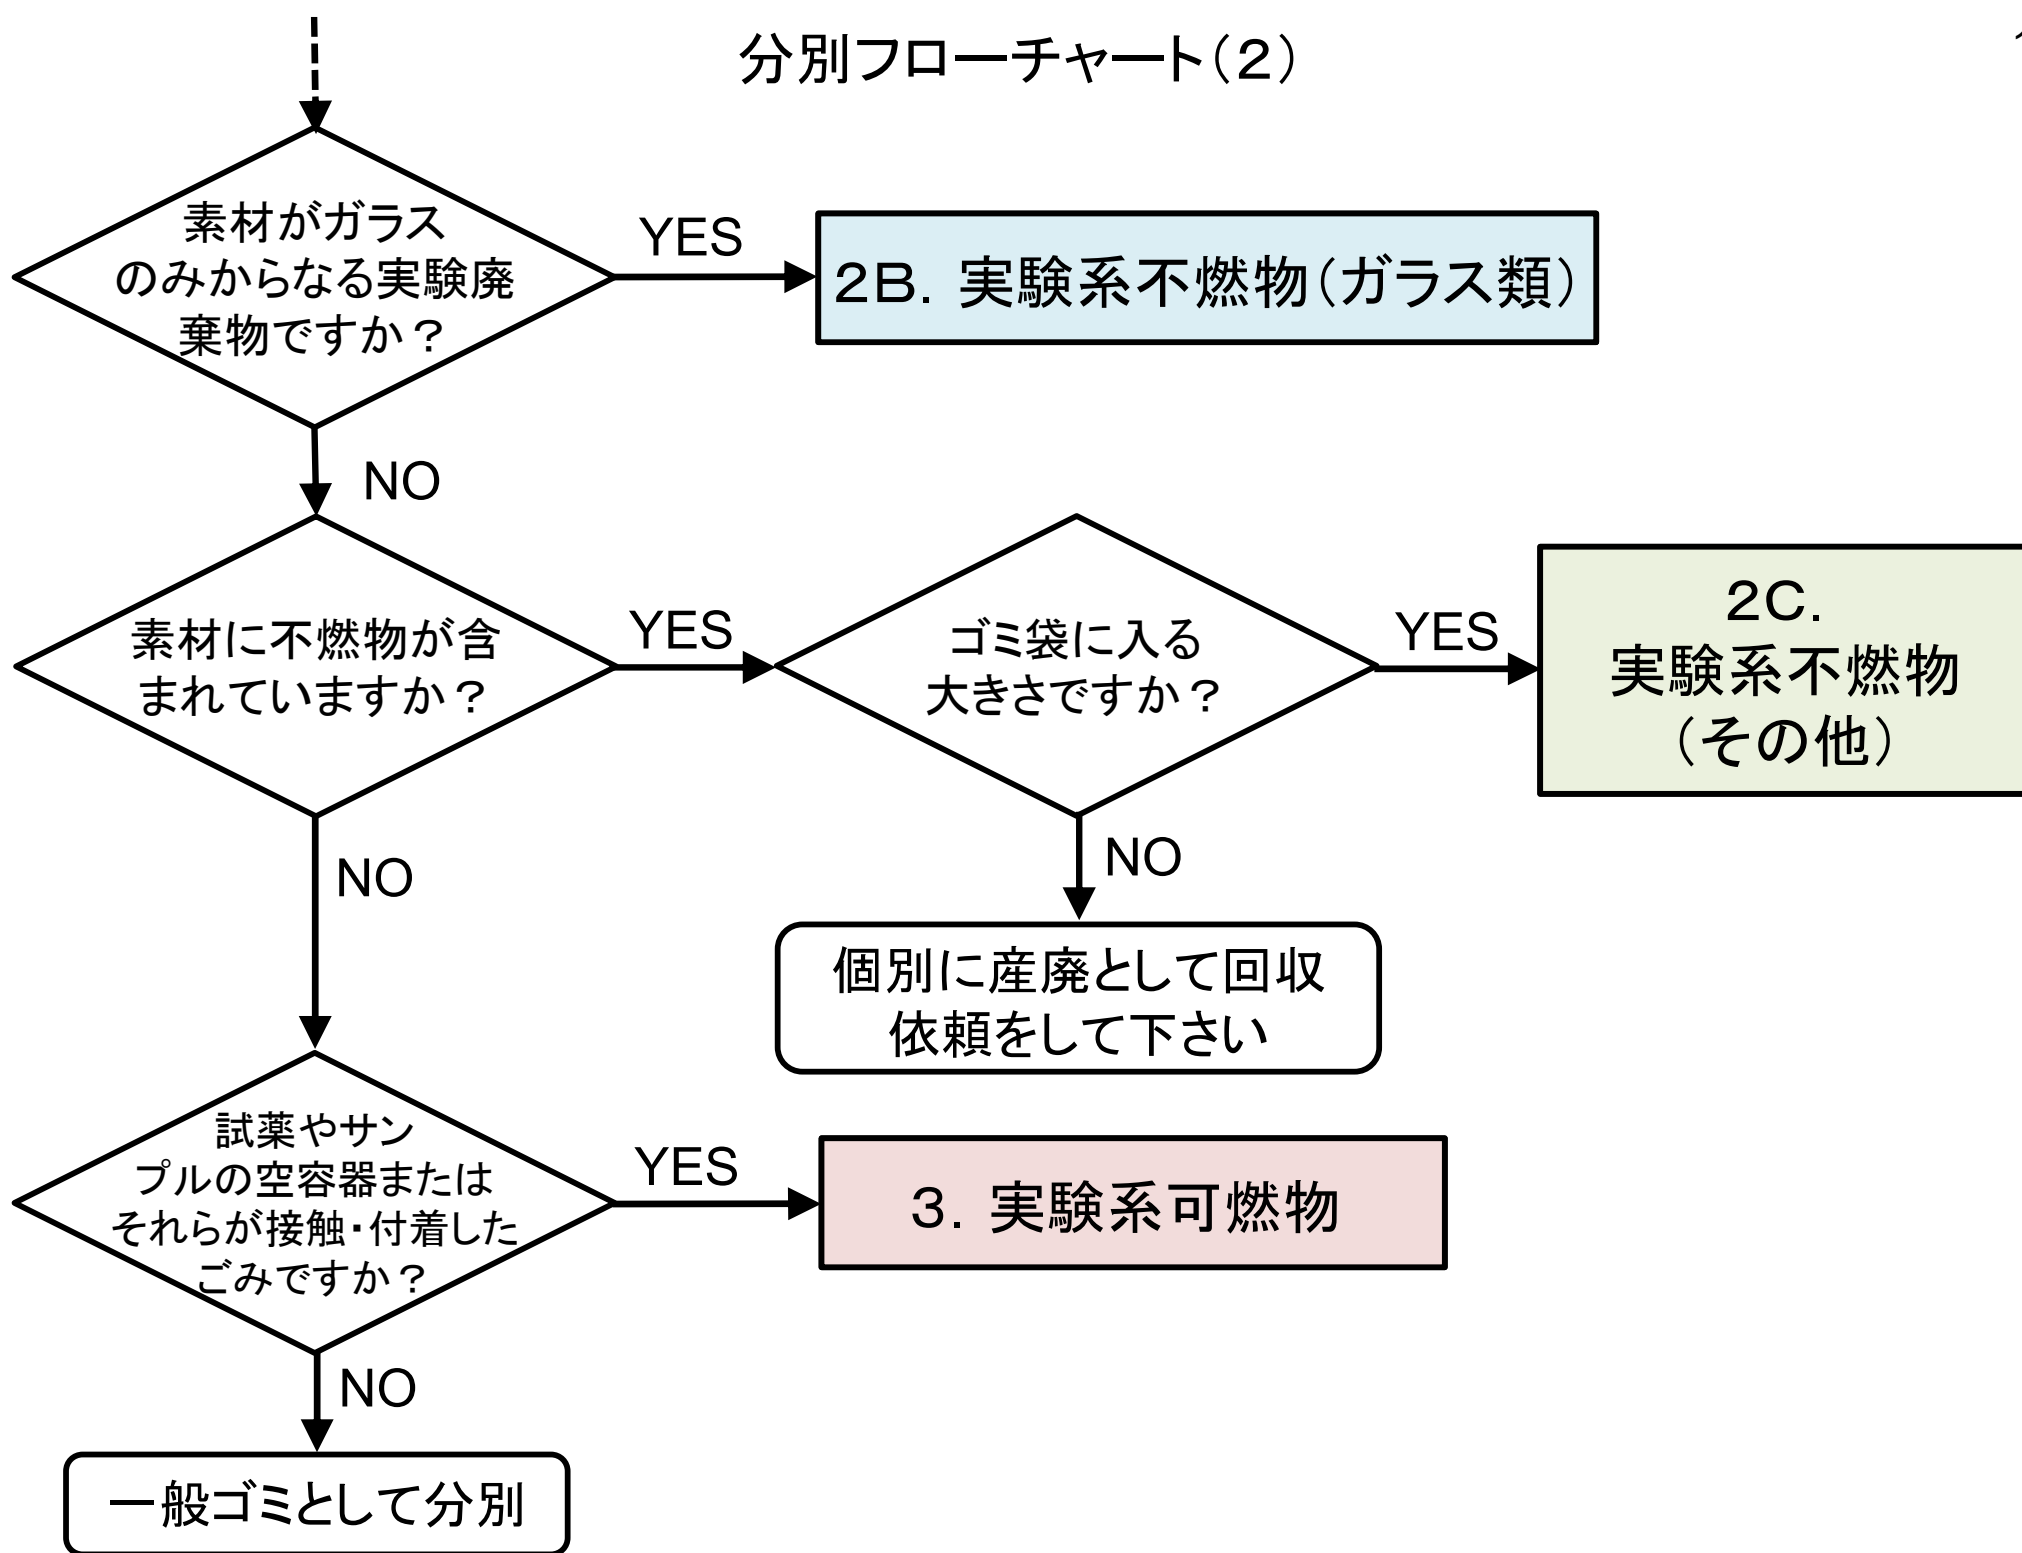 分別フローチャート（２）
素材がガラス
のみからなる実験廃
棄物ですか？
YES
２Ｂ．実験系不燃物（ガラス類）
NO
素材に不燃物が含
まれていますか？
YES
ゴミ袋に入る
大きさですか？
YES
２Ｃ．
実験系不燃物
（その他）
NO
NO
個別に産廃として回収
依頼をして下さい
試薬やサン
プルの空容器または
それらが接触・付着した
ごみですか？
YES
３．実験系可燃物
NO
一般ゴミとして分別